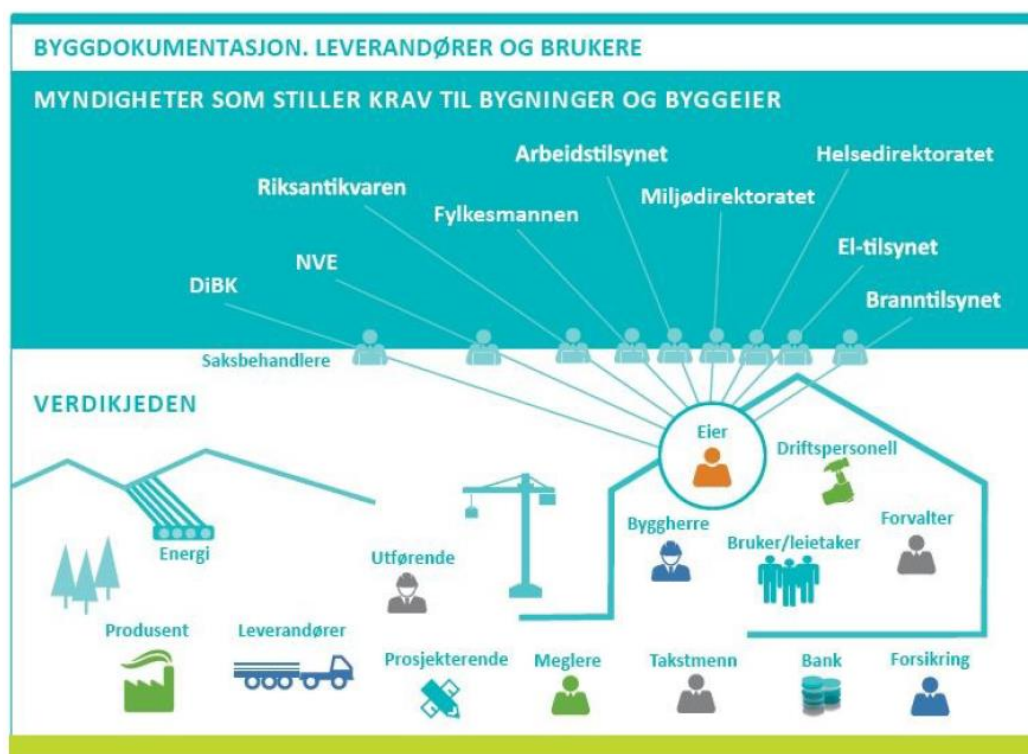 BYGGDOKUMENTASJON. LEVERANDØRER OG BRUKERE
MYNDIGHETER SOM STILLER KRAV TIL BYGNINGER OG BYGGEIER
Arbeidstilsynet
Helsedirektoratet
Riksantikvaren
Miljødirektoratet
Fylkesmannen
El-tilsynet
NVE
DiBK
Branntilsynet
Saksbehandlere
VERDIKJEDEN
Eier
Driftspersonell
Byggherre
Forvalter
Bruker/leietaker
Energi
Utførende
Produsent
Leverandører
Prosjekterende
Meglere
Takstmenn
Bank
Forsikring